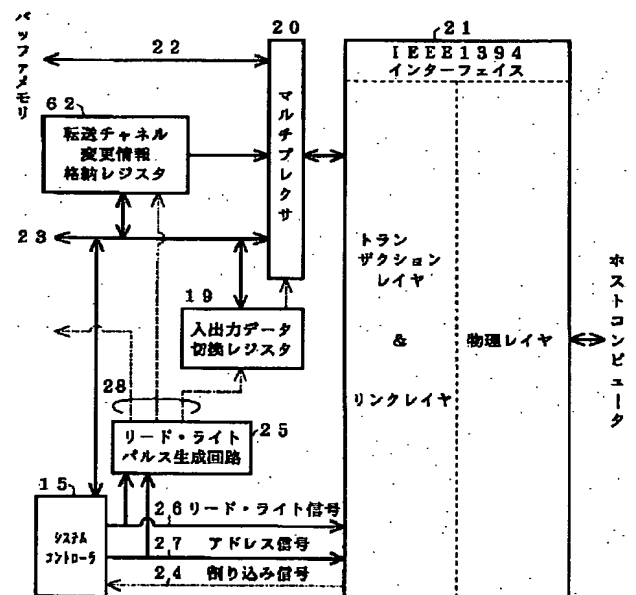 バッファメモリ
22
20
マルチプレクサ
21
IEEE1394
インターフェイス
62
転送チャネル
変更情報
格納レジスタ
23
19
入出力データ
切換レジスタ
トラン
ザクション
レイヤ
&
リンクレイヤ
物理レイヤ
ホストコンピュータ
28
リード・ライト
パルス生成回路
25
15
システム
コントローラ
26 リード・ライト信号
27 アドレス信号
24 割り込み信号